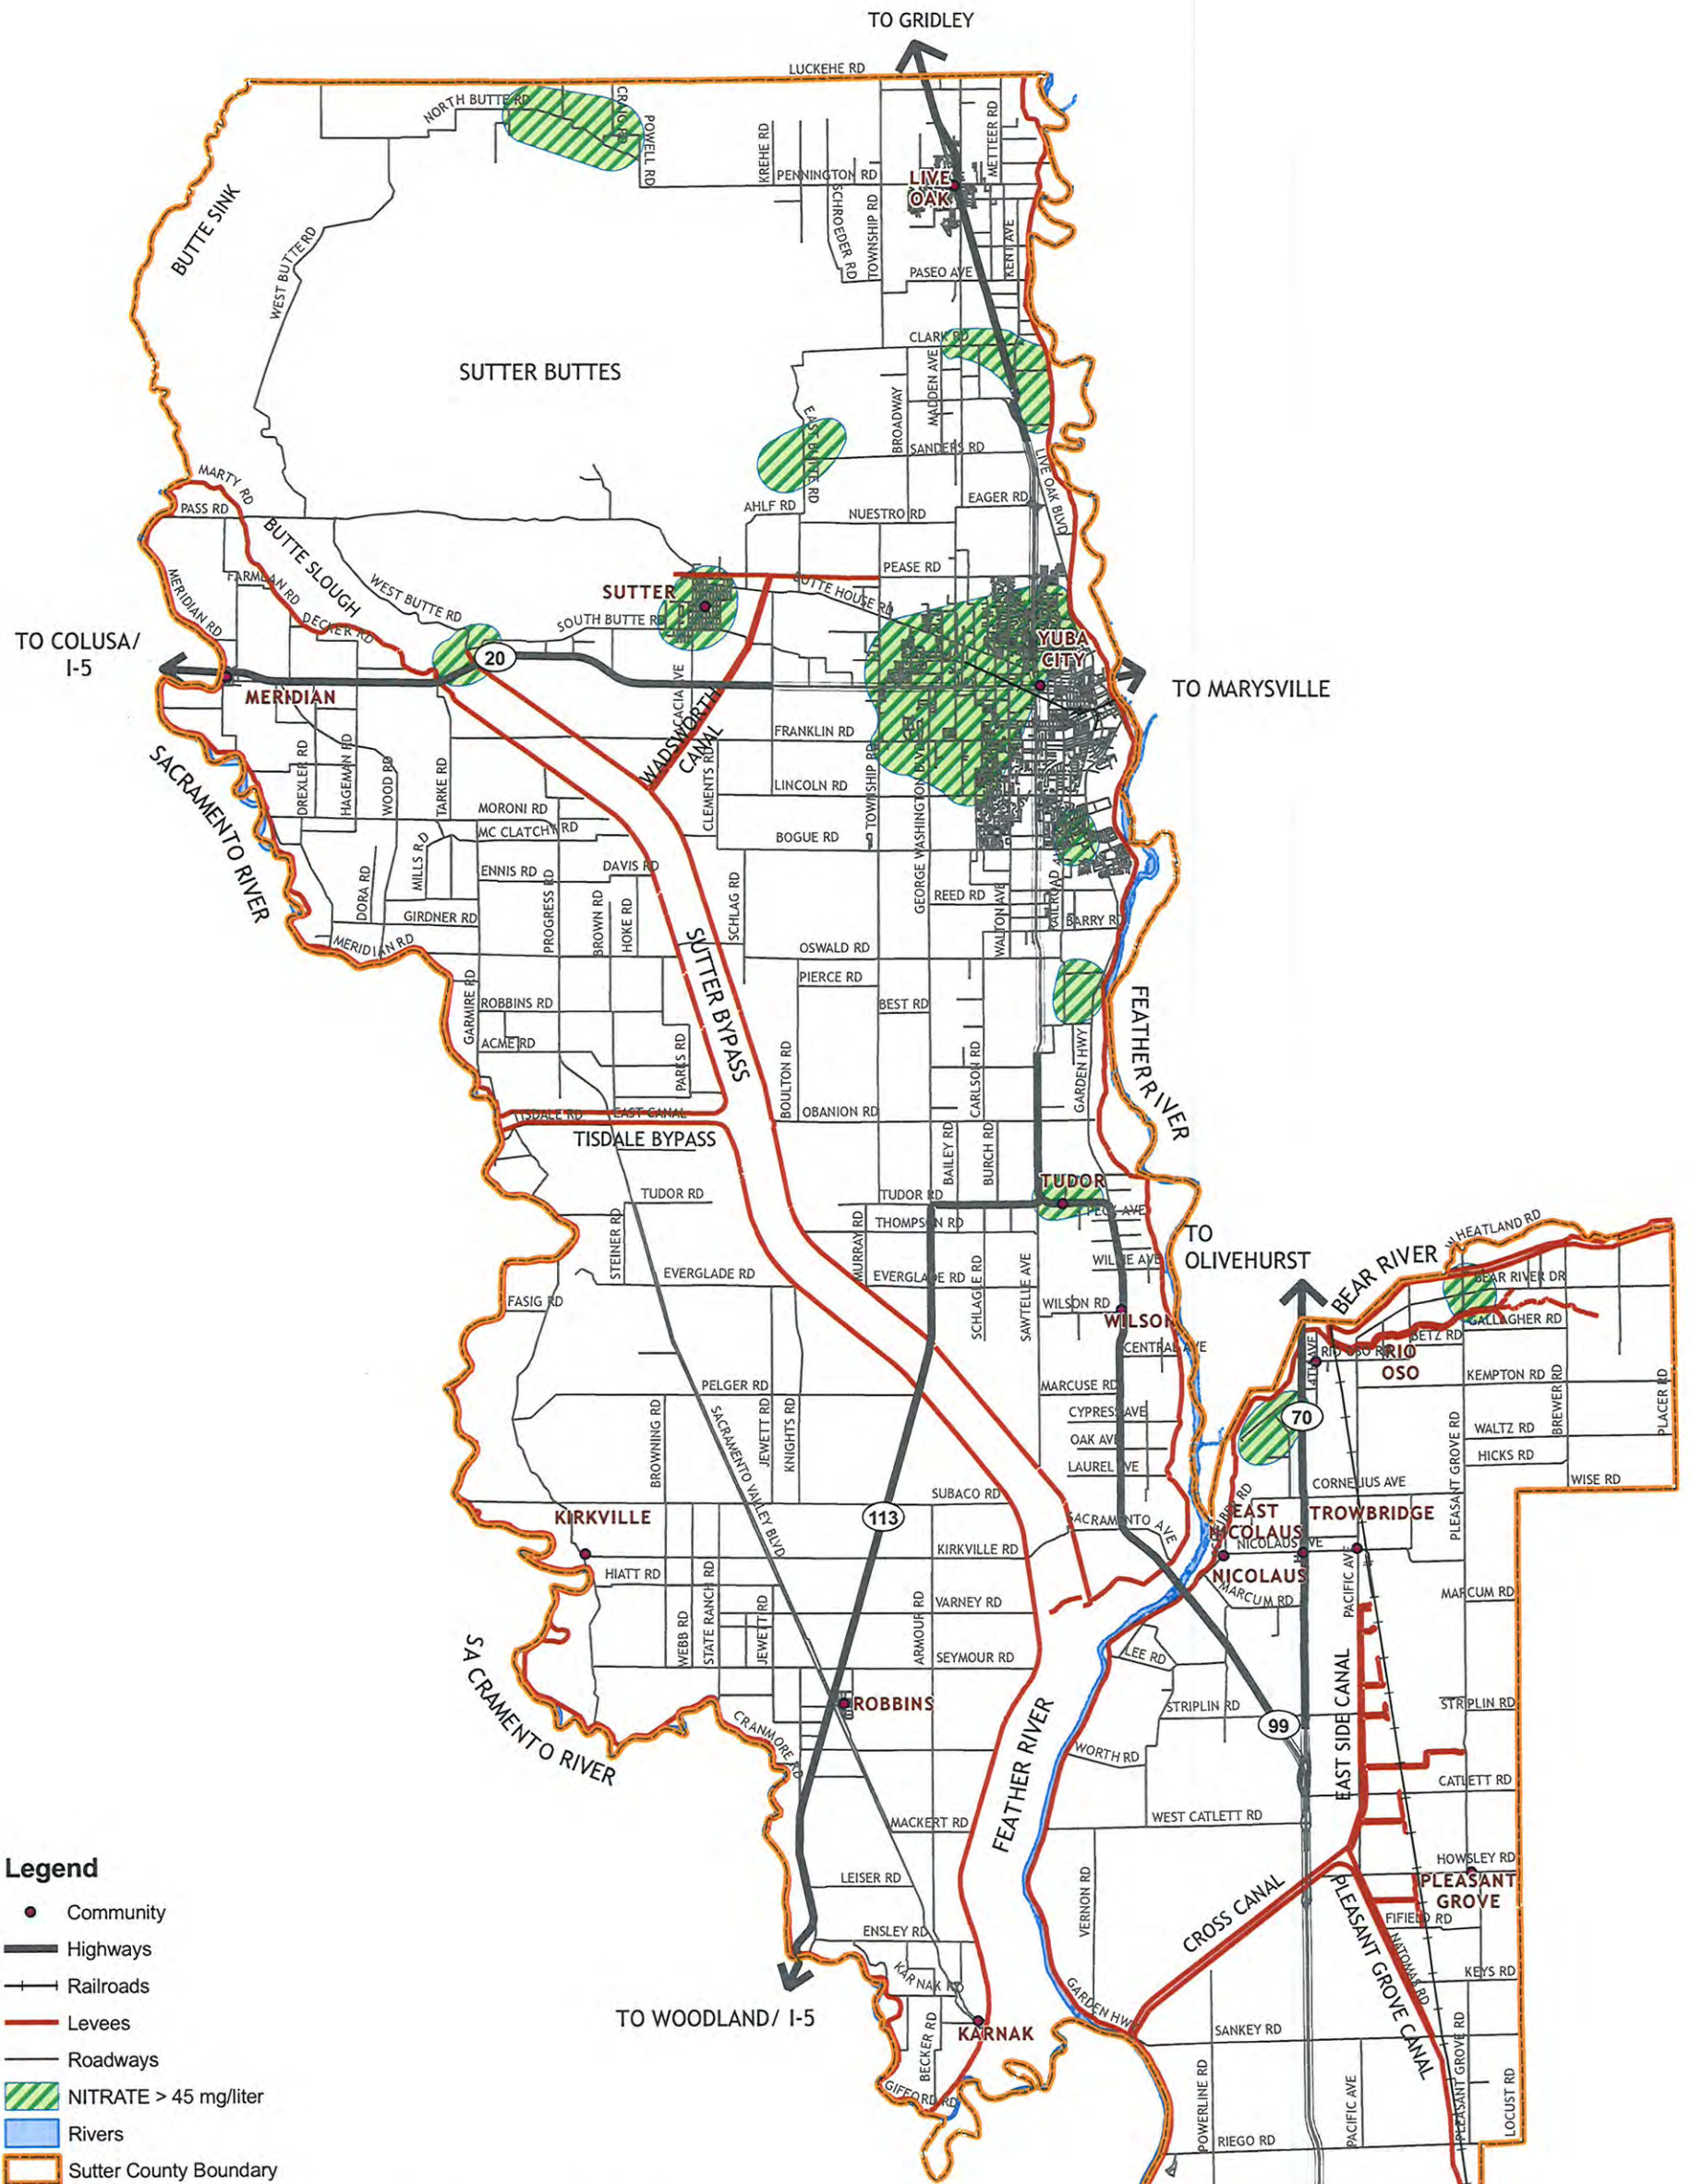 TO GRIDLEY
LUCKEHE RD
NORTH BUTTE RD
CRAIG RD
POWELL RD
KREHE RD
PENNINGTON RD
SCHROEDER RD
TOWNSHIP RD
METTEER RD
LIVE
OAK
KENT AVE
PASEO AVE
BUTTE SINK
WEST BUTTE RD
SUTTER BUTTES
CLARK RD
MADDEN AVE
BROADWAY
EAST BUTTE RD
SANDERS RD
LIVE OAK BLVD
EAGER RD
AHLF RD
NUESTRO RD
MARTY RD
PASS RD
BUTTE SLOUGH
PEASE RD
BUTTE HOUSE RD
SUTTER
FARMLAN RD
WEST BUTTE RD
SOUTH BUTTE RD
MERIDIAN RD
DECKER RD
YUBA
CITY
TO COLUSA/
I-5
20
TO MARYSVILLE
MERIDIAN
ACACIA AVE
WADSWORTH
CANAL
FRANKLIN RD
SACRAMENTO RIVER
DREXLER RD
HAGEMAN RD
WOOD RD
TARKE RD
CLEMENTS RD
LINCOLN RD
TOWNSHIP RD
GEORGE WASHINGTON BLVD
MORONI RD
MC CLATCHY RD
BOGUE RD
MILLS RD
DORA RD
ENNIS RD
DAVIS RD
PROGRESS RD
BROWN RD
HOKE RD
SCHLAG RD
REED RD
WALTON AVE
RAILROAD AVE
BARRY RD
GIRDNER RD
MERIDIAN RD
OSWALD RD
SUTTER BYPASS
PIERCE RD
GARMIRE RD
ROBBINS RD
BEST RD
ACME RD
PARKS RD
BOULTON RD
CARLSON RD
GARDEN HWY
FEATHER RIVER
TISDALE RD
EAST CANAL
OBANION RD
TISDALE BYPASS
BAILEY RD
BURCH RD
TUDOR
TUDOR RD
TUDOR RD
PECK AVE
THOMPSON RD
STEINER RD
MURRAY RD
TO
OLIVEHURST
WHEATLAND RD
BEAR RIVER
WILLIE AVE
EVERGLADE RD
EVERGLADE RD
SCHLAGE RD
SAWTELLE AVE
BEAR RIVER DR
FASIG RD
WILSON RD
WILSON
GALLAGHER RD
CENTRAL AVE
BETZ RD
RIO OSO RD
RIO
OSO
14TH AVE
KEMPTON RD
BREWER RD
PLACER RD
PELGER RD
MARCUSE RD
BROWNING RD
SACRAMENTO VALLEY BLVD
JEWETT RD
KNIGHTS RD
CYPRESS AVE
OAK AVE
LAUREL AVE
70
PLEASANT GROVE RD
WALTZ RD
HICKS RD
WISE RD
CORNELIUS AVE
SUBACO RD
KIRKVILLE
113
SACRAMENTO AVE
EAST
NICOLAUS
TROWBRIDGE
NICOLAUS AVE
KIRKVILLE RD
HIATT RD
NICOLAUS
MARCUM RD
MARCUM RD
PACIFIC AVE
WEBB RD
STATE RANCH RD
JEWETT RD
ARMOUR RD
VARNEY RD
SEYMOUR RD
LEE RD
EAST SIDE CANAL
SACRAMENTO RIVER
ROBBINS
CRANMORE RD
FEATHER RIVER
STRIPLIN RD
STRIPLIN RD
99
WORTH RD
CATLETT RD
WEST CATLETT RD
MACKERT RD
HOWSLEY RD
PLEASANT
GROVE
LEISER RD
VERNON RD
CROSS CANAL
PLEASANT GROVE CANAL
FIFIELD RD
NATOMAS RD
ENSLEY RD
KARNAK RD
KEYS RD
TO WOODLAND/ I-5
GARDEN HWY
KARNAK
BECKER RD
SANKEY RD
GIFFORD RD
POWERLINE RD
PACIFIC AVE
PLEASANT GROVE RD
LOCUST RD
RIEGO RD
Legend
Community
Highways
Railroads
Levees
Roadways
NITRATE > 45 mg/liter
Rivers
Sutter County Boundary